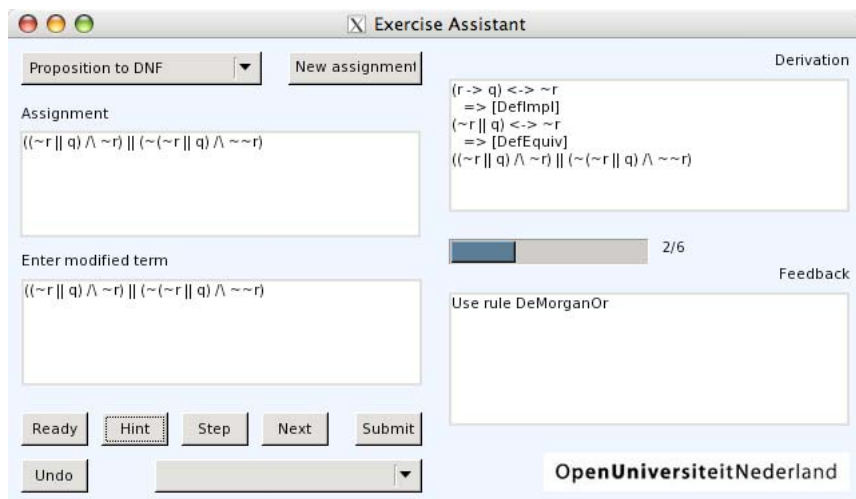 Exercise Assistant
Proposition to DNF
New assignment
Derivation
Assignment
((~r || q) /\ ~r) || (~(~r || q) /\ ~~r)
(r -> q) <-> ~r
=> [DefImpl]
(~r || q) <-> ~r
=> [DefEquiv]
((~r || q) /\ ~r) || (~(~r || q) /\ ~~r)
2/6
Enter modified term
((~r || q) /\ ~r) || (~(~r || q) /\ ~~r)
Feedback
Use rule DeMorganOr
Ready Hint Step Next Submit
Undo
OpenUniversiteitNederland